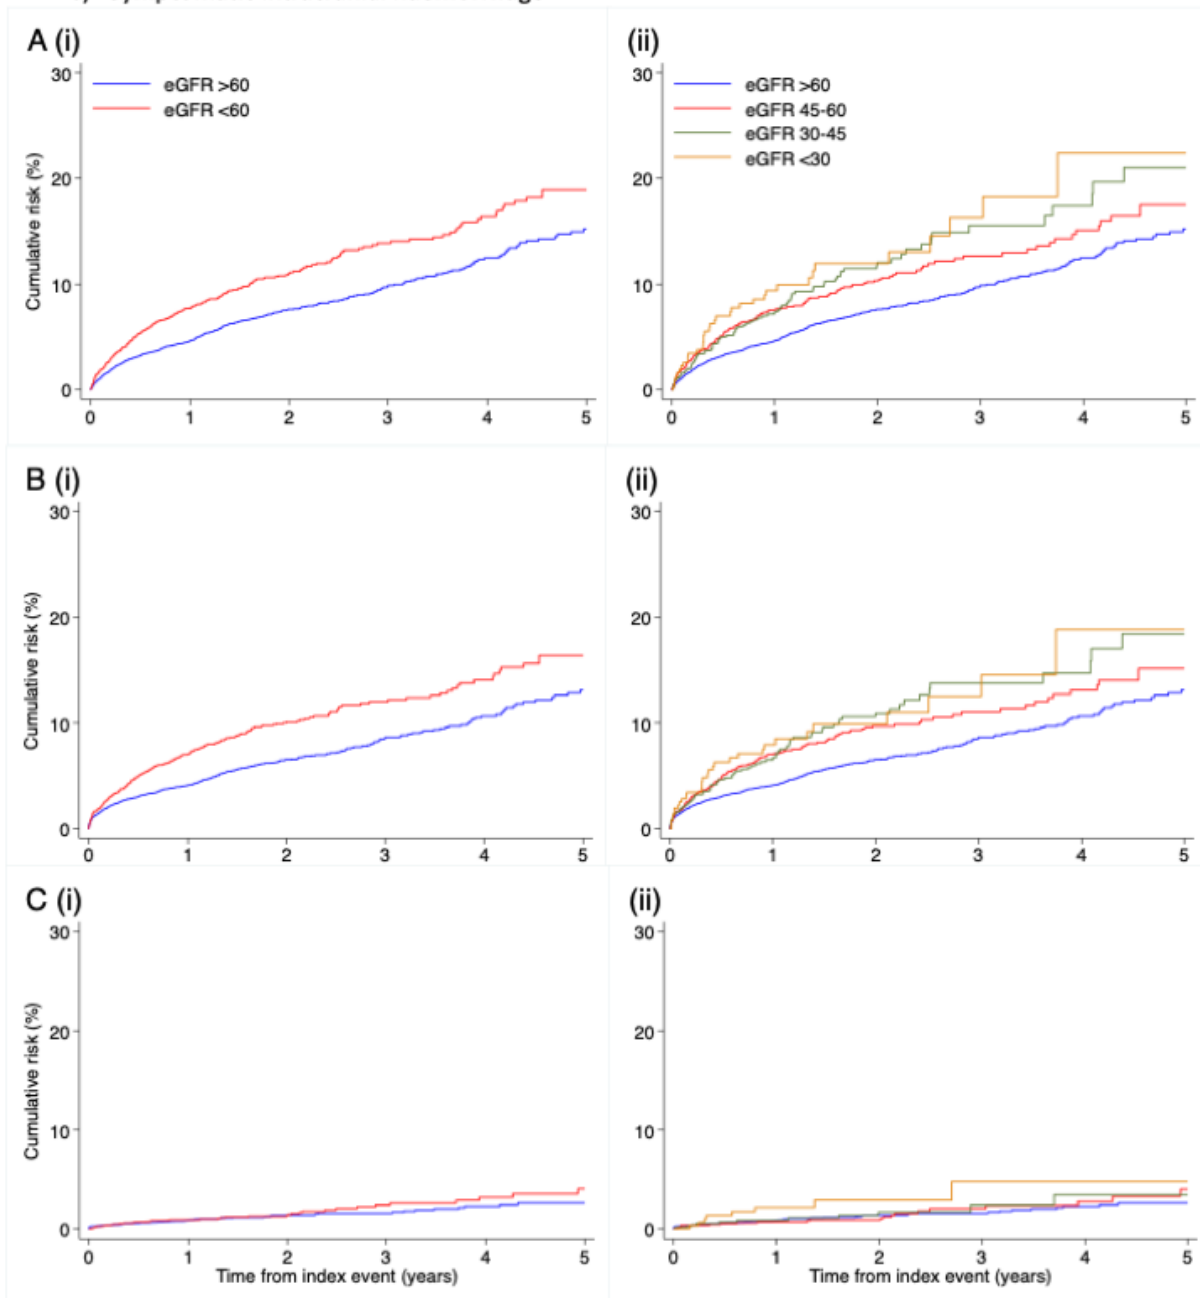 A (i)
30
20
10
0
Cumulative risk (%)
eGFR >60
eGFR <60
0 1 2 3 4 5
(ii)
30
20
10
0
eGFR >60
eGFR 45-60
eGFR 30-45
eGFR <30
0 1 2 3 4 5
B (i)
30
20
10
0
Cumulative risk (%)
0 1 2 3 4 5
(ii)
30
20
10
0
0 1 2 3 4 5
C (i)
30
20
10
0
Cumulative risk (%)
0 1 2 3 4 5
Time from index event (years)
(ii)
30
20
10
0
0 1 2 3 4 5
Time from index event (years)